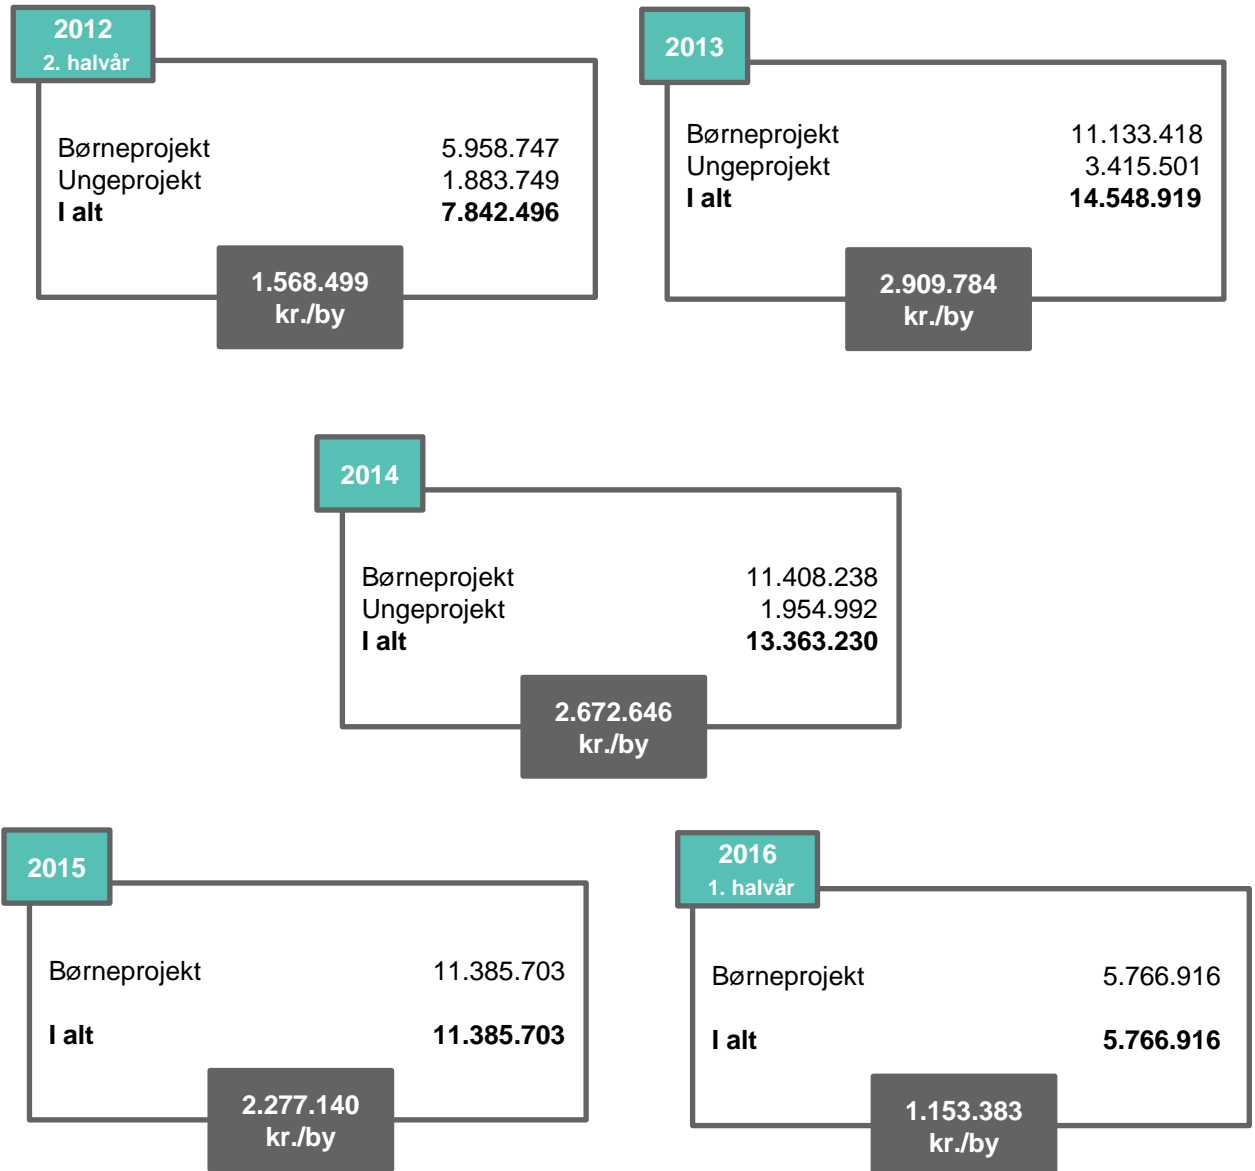 2012
2. halvår
Børneprojekt 5.958.747
Ungeprojekt 1.883.749
I alt 7.842.496
1.568.499
kr./by
2013
Børneprojekt 11.133.418
Ungeprojekt 3.415.501
I alt 14.548.919
2.909.784
kr./by
2014
Børneprojekt 11.408.238
Ungeprojekt 1.954.992
I alt 13.363.230
2.672.646
kr./by
2015
Børneprojekt 11.385.703
I alt 11.385.703
2.277.140
kr./by
2016
1. halvår
Børneprojekt 5.766.916
I alt 5.766.916
1.153.383
kr./by